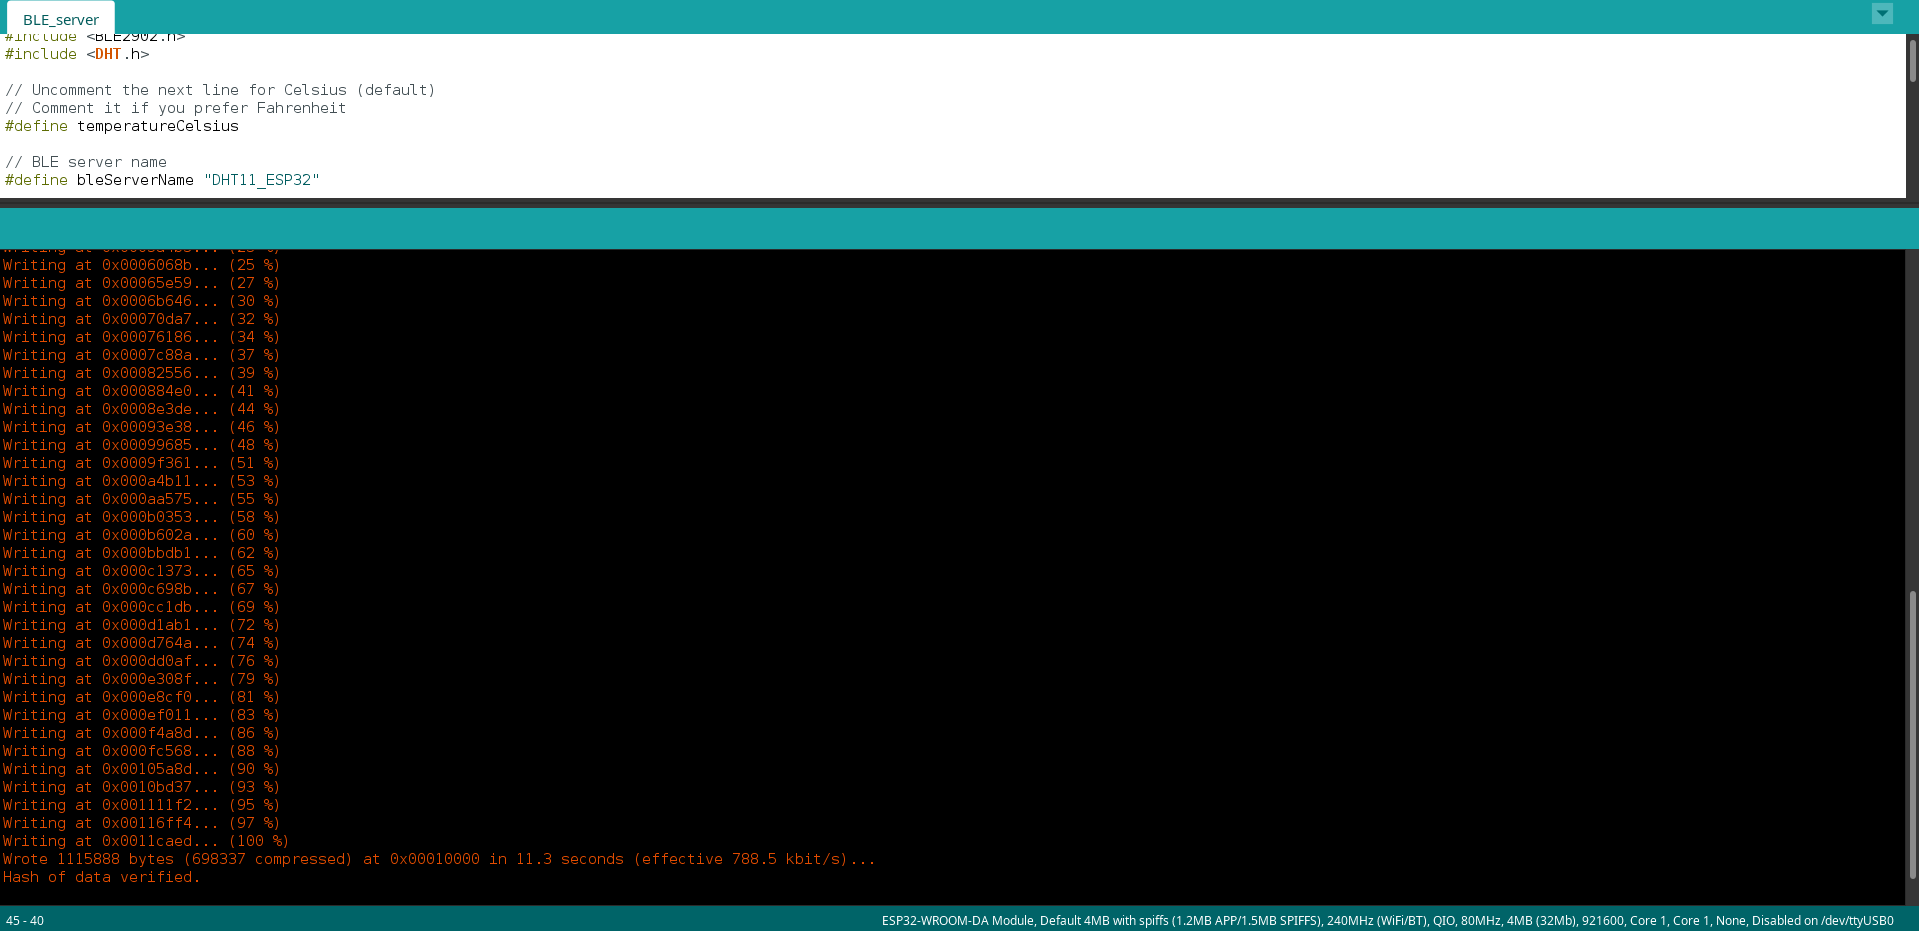 BLE_server
#include <BLE2902.h>
#include <DHT.h>
// Uncomment the next line for Celsius (default)
// Comment it if you prefer Fahrenheit
#define temperatureCelsius
// BLE server name
#define bleServerName "DHT11_ESP32"
Writing at 0x0006068b... (25 %)
Writing at 0x00065e59... (27 %)
Writing at 0x0006b646... (30 %)
Writing at 0x00070da7... (32 %)
Writing at 0x00076186... (34 %)
Writing at 0x0007c88a... (37 %)
Writing at 0x00082556... (39 %)
Writing at 0x000884e0... (41 %)
Writing at 0x0008e3de... (44 %)
Writing at 0x00093e38... (46 %)
Writing at 0x00099685... (48 %)
Writing at 0x0009f361... (51 %)
Writing at 0x000a4b11... (53 %)
Writing at 0x000aa575... (55 %)
Writing at 0x000b0353... (58 %)
Writing at 0x000b602a... (60 %)
Writing at 0x000bbdb1... (62 %)
Writing at 0x000c1373... (65 %)
Writing at 0x000c698b... (67 %)
Writing at 0x000cc1db... (69 %)
Writing at 0x000d1ab1... (72 %)
Writing at 0x000d764a... (74 %)
Writing at 0x000dd0af... (76 %)
Writing at 0x000e308f... (79 %)
Writing at 0x000e8cf0... (81 %)
Writing at 0x000ef011... (83 %)
Writing at 0x000f4a8d... (86 %)
Writing at 0x000fc568... (88 %)
Writing at 0x00105a8d... (90 %)
Writing at 0x0010bd37... (93 %)
Writing at 0x001111f2... (95 %)
Writing at 0x00116ff4... (97 %)
Writing at 0x0011caed... (100 %)
Wrote 1115888 bytes (698337 compressed) at 0x00010000 in 11.3 seconds (effective 788.5 kbit/s)...
Hash of data verified.
45 - 40
ESP32-WROOM-DA Module, Default 4MB with spiffs (1.2MB APP/1.5MB SPIFFS), 240MHz (WiFi/BT), QIO, 80MHz, 4MB (32Mb), 921600, Core 1, Core 1, None, Disabled on /dev/ttyUSB0